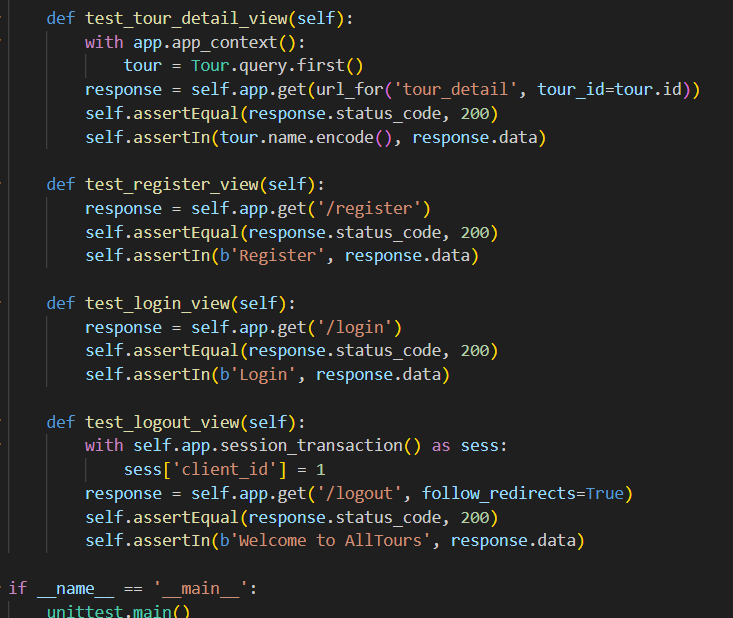 def test_tour_detail_view(self):
with app.app_context():
tour = Tour.query.first()
response = self.app.get(url_for('tour_detail', tour_id=tour.id))
self.assertEqual(response.status_code, 200)
self.assertIn(tour.name.encode(), response.data)
def test_register_view(self):
response = self.app.get('/register')
self.assertEqual(response.status_code, 200)
self.assertIn(b'Register', response.data)
def test_login_view(self):
response = self.app.get('/login')
self.assertEqual(response.status_code, 200)
self.assertIn(b'Login', response.data)
def test_logout_view(self):
with self.app.session_transaction() as sess:
sess['client_id'] = 1
response = self.app.get('/logout', follow_redirects=True)
self.assertEqual(response.status_code, 200)
self.assertIn(b'Welcome to AllTours', response.data)
if __name__ == '__main__':
unittest.main()